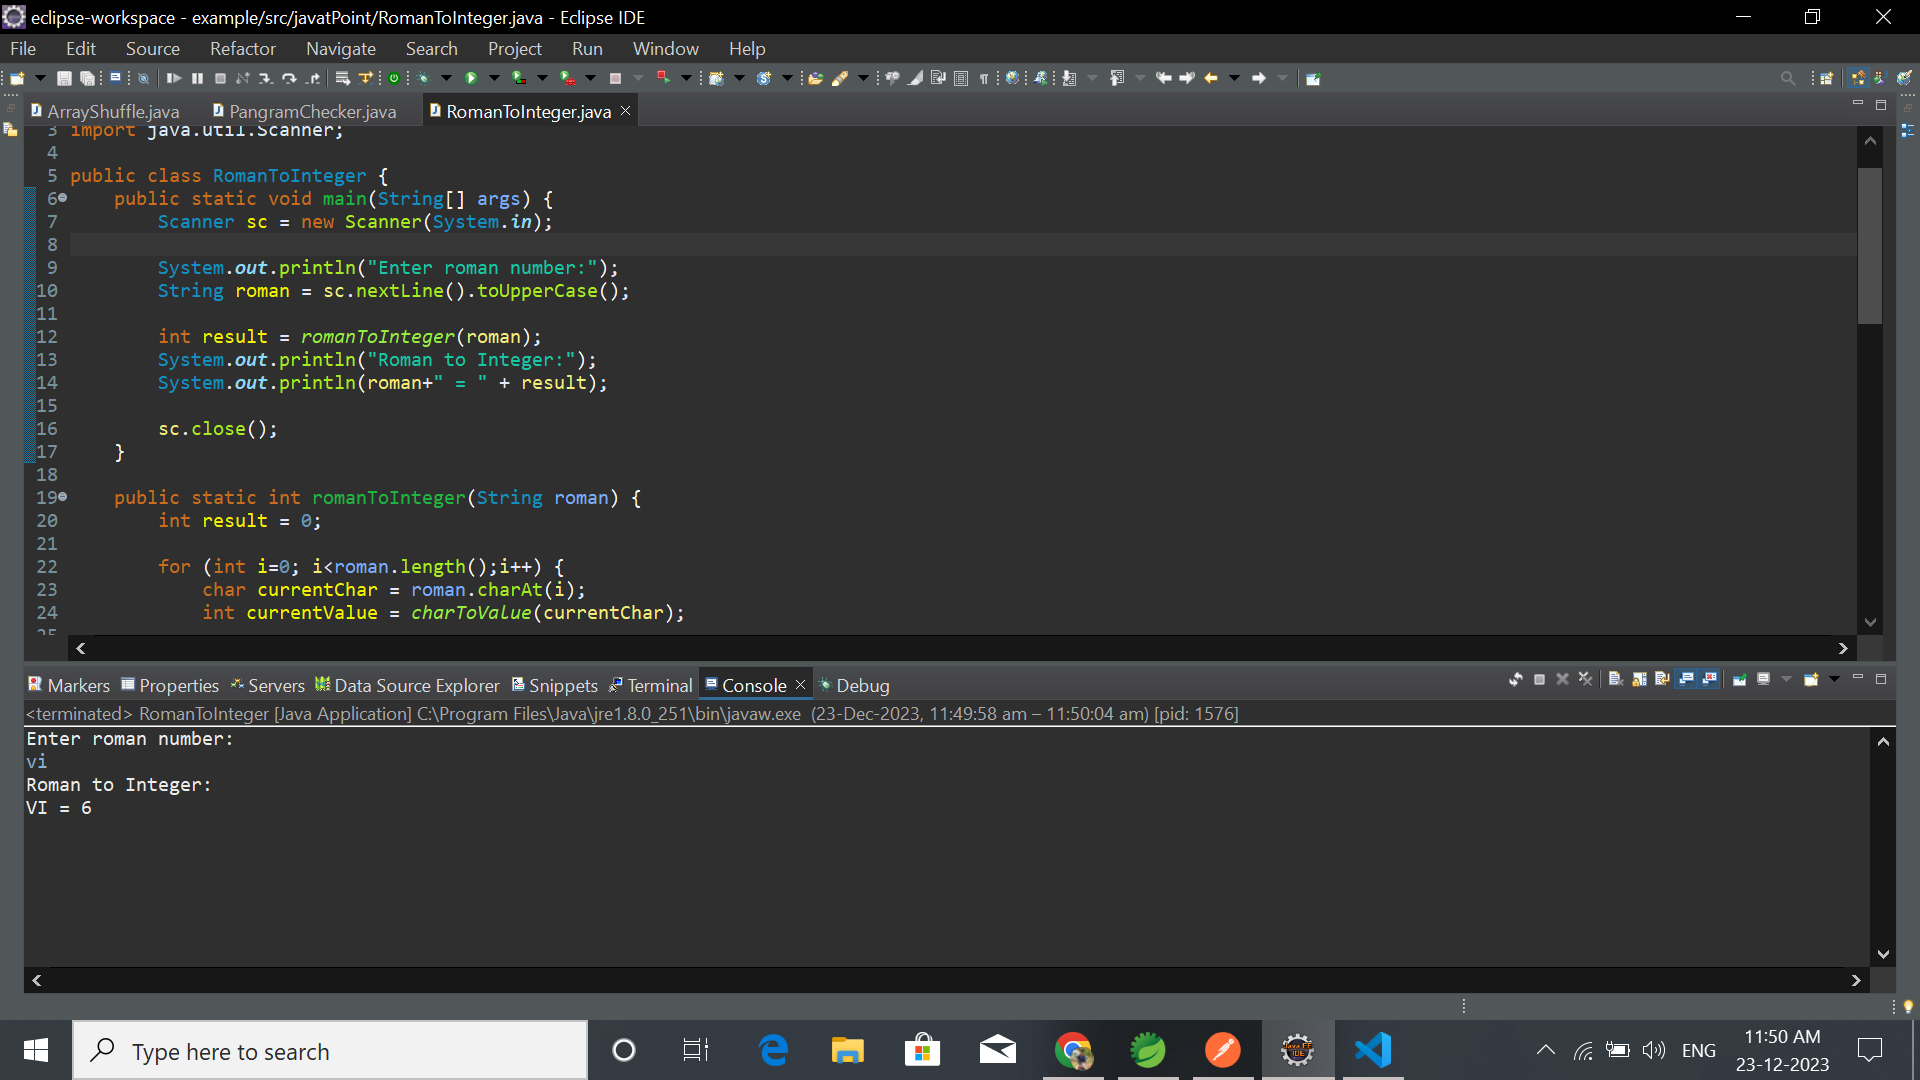 eclipse-workspace - example/src/javatPoint/RomanToInteger.java - Eclipse IDE
File Edit Source Refactor Navigate Search Project Run Window Help
ArrayShuffle.java PangramChecker.java RomanToInteger.java
3 import java.util.Scanner;
4
5 public class RomanToInteger {
6 public static void main(String[] args) {
7 Scanner sc = new Scanner(System.in);
8
9 System.out.println("Enter roman number:");
10 String roman = sc.nextLine().toUpperCase();
11
12 int result = romanToInteger(roman);
13 System.out.println("Roman to Integer:");
14 System.out.println(roman+" = " + result);
15
16 sc.close();
17 }
18
19 public static int romanToInteger(String roman) {
20 int result = 0;
21
22 for (int i=0; i<roman.length();i++) {
23 char currentChar = roman.charAt(i);
24 int currentValue = charToValue(currentChar);
25
Markers Properties Servers Data Source Explorer Snippets Terminal Console Debug
<terminated> RomanToInteger [Java Application] C:\Program Files\Java\jre1.8.0_251\bin\javaw.exe (23-Dec-2023, 11:49:58 am – 11:50:04 am) [pid: 1576]
Enter roman number:
vi
Roman to Integer:
VI = 6
Type here to search
Java EE
IDE
ENG
11:50 AM
23-12-2023